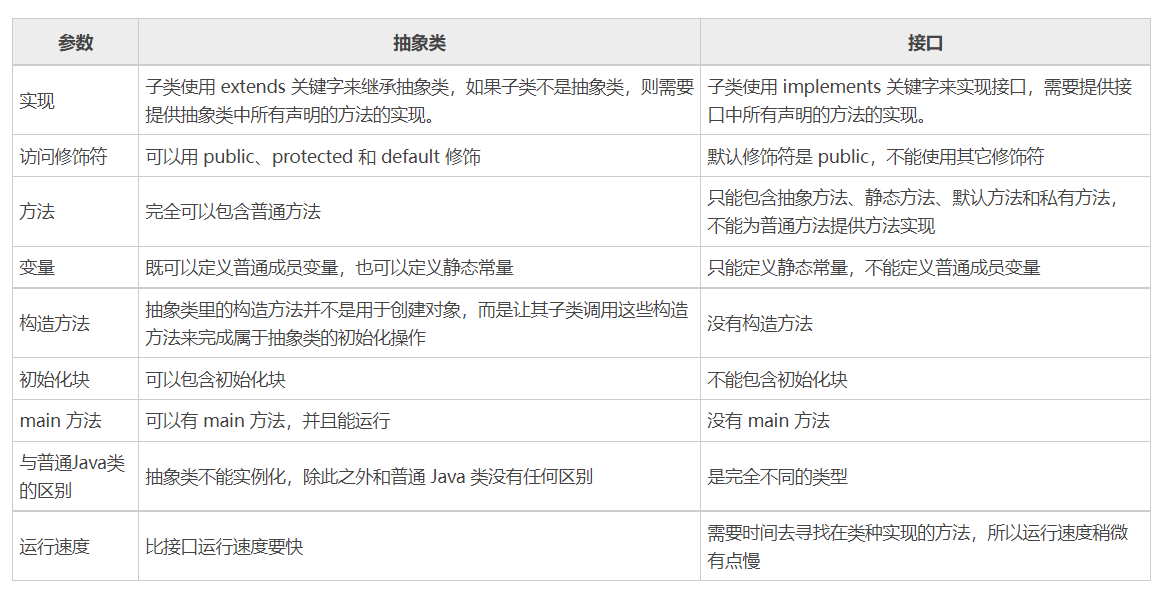 参数 抽象类 接口
实现 子类使用 extends 关键字来继承抽象类，如果子类不是抽象类，则需要 子类使用 implements 关键字来实现接口，需要提供接
提供抽象类中所有声明的方法的实现。 口中所有声明的方法的实现。
访问修饰符 可以用 public、protected 和 default 修饰 默认修饰符是 public，不能使用其它修饰符
方法 完全可以包含普通方法 只能包含抽象方法、静态方法、默认方法和私有方法，
不能为普通方法提供方法实现
变量 既可以定义普通成员变量，也可以定义静态常量 只能定义静态常量，不能定义普通成员变量
构造方法 抽象类里的构造方法并不是用于创建对象，而是让其子类调用这些构造 没有构造方法
方法来完成属于抽象类的初始化操作
初始化块 可以包含初始化块 不能包含初始化块
main 方法 可以有 main 方法，并且能运行 没有 main 方法
与普通Java类 抽象类不能实例化，除此之外和普通 Java 类没有任何区别 是完全不同的类型
的区别
运行速度 比接口运行速度要快 需要时间去寻找在类种实现的方法，所以运行速度稍微
有点慢